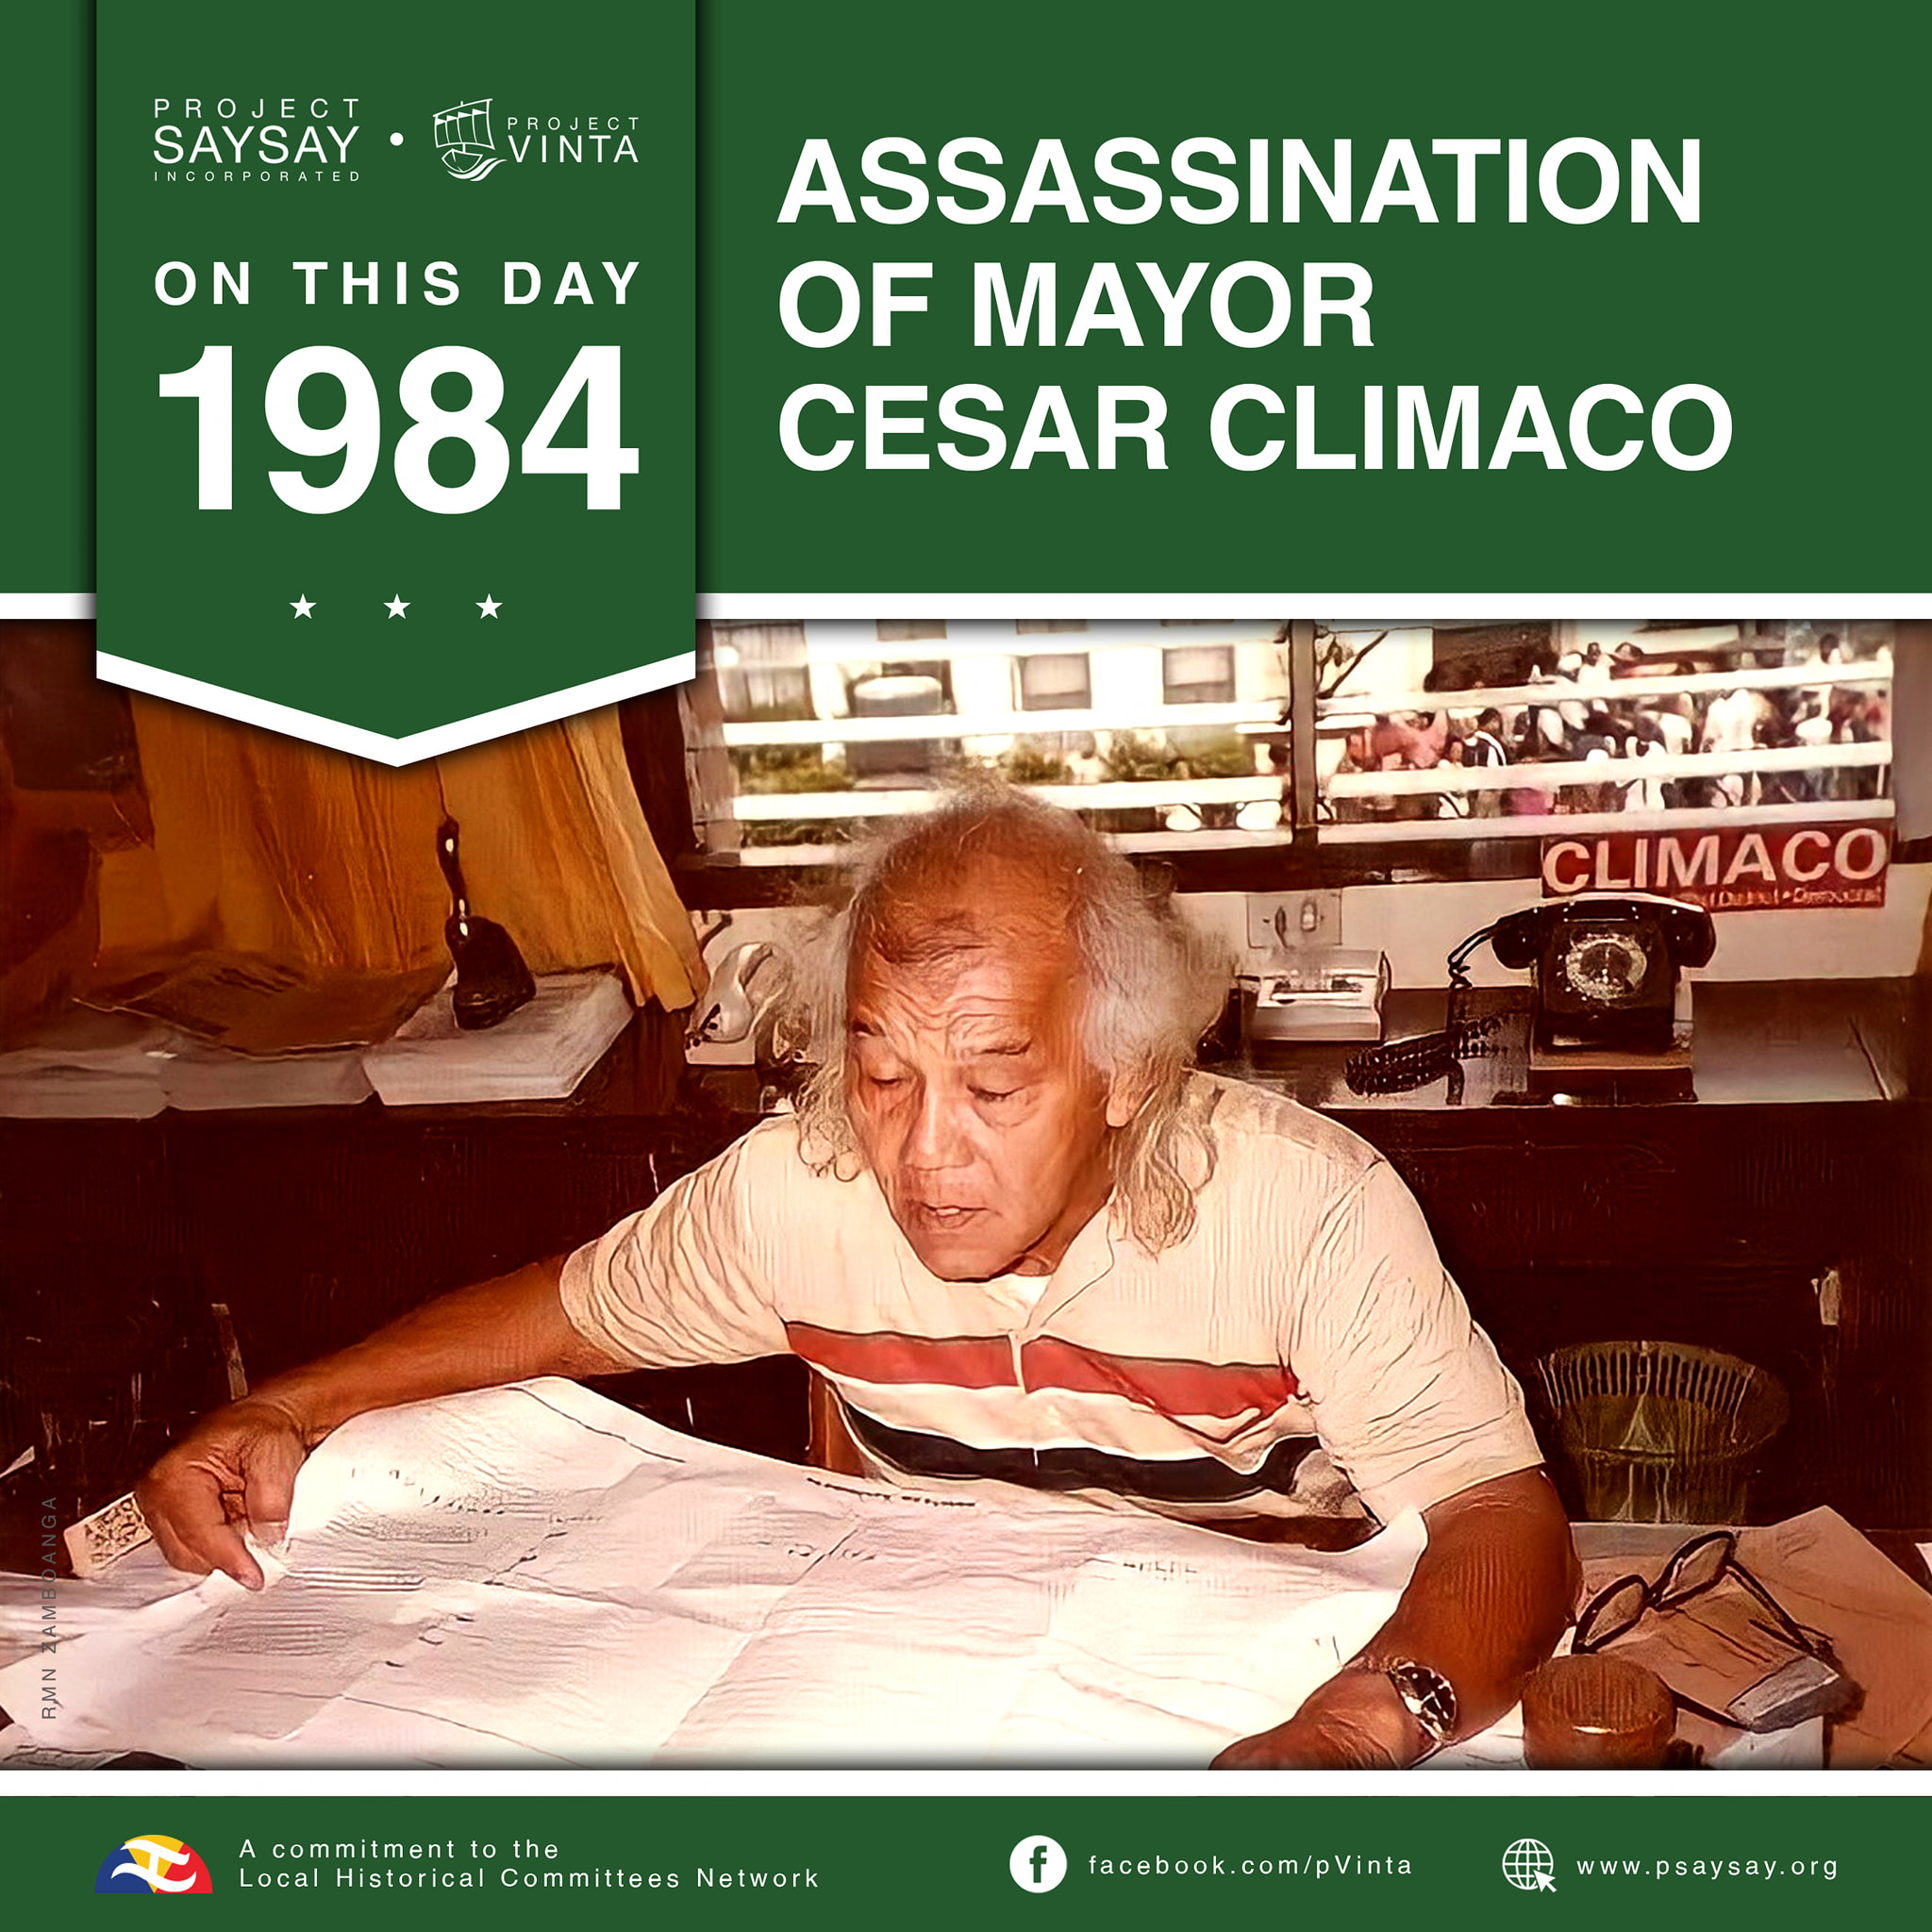 PROJECT
SAYSAY
INCORPORATED
PROJECT
VINTA
ON THIS DAY
1984
ASSASSINATION
OF MAYOR
CESAR CLIMACO
CLIMACO
RMN ZAMBOANGA
A commitment to the
Local Historical Committees Network
facebook.com/pVinta
www.psaysay.org